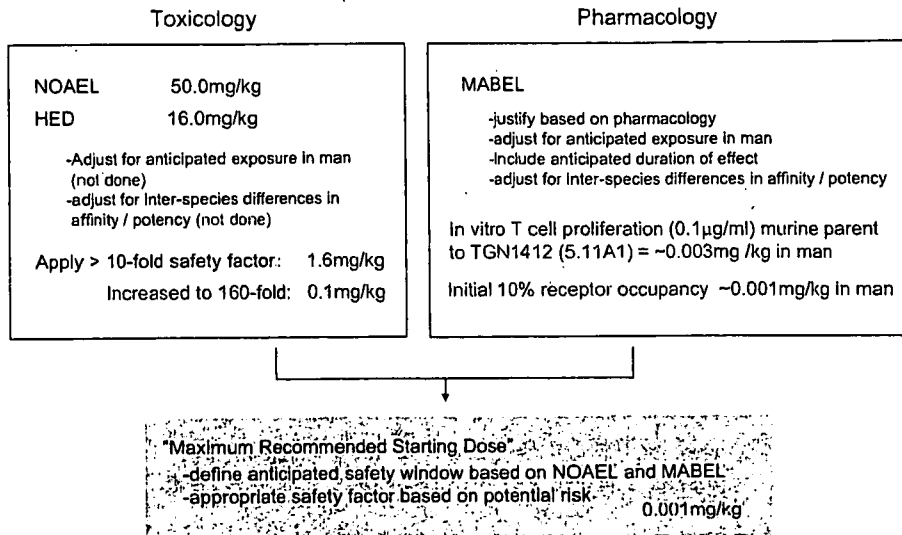 Toxicology
Pharmacology
NOAEL 50.0mg/kg
HED 16.0mg/kg
-Adjust for anticipated exposure in man
(not done)
-adjust for Inter-species differences in
affinity / potency (not done)
Apply > 10-fold safety factor: 1.6mg/kg
Increased to 160-fold: 0.1mg/kg
MABEL
-justify based on pharmacology
-adjust for anticipated exposure in man
-Include anticipated duration of effect
-adjust for Inter-species differences in affinity / potency
In vitro T cell proliferation (0.1µg/ml) murine parent
to TGN1412 (5.11A1) = ~0.003mg /kg in man
Initial 10% receptor occupancy ~0.001mg/kg in man
"Maximum Recommended Starting Dose"
-define anticipated safety window based on NOAEL and MABEL
-appropriate safety factor based on potential risk
0.001mg/kg